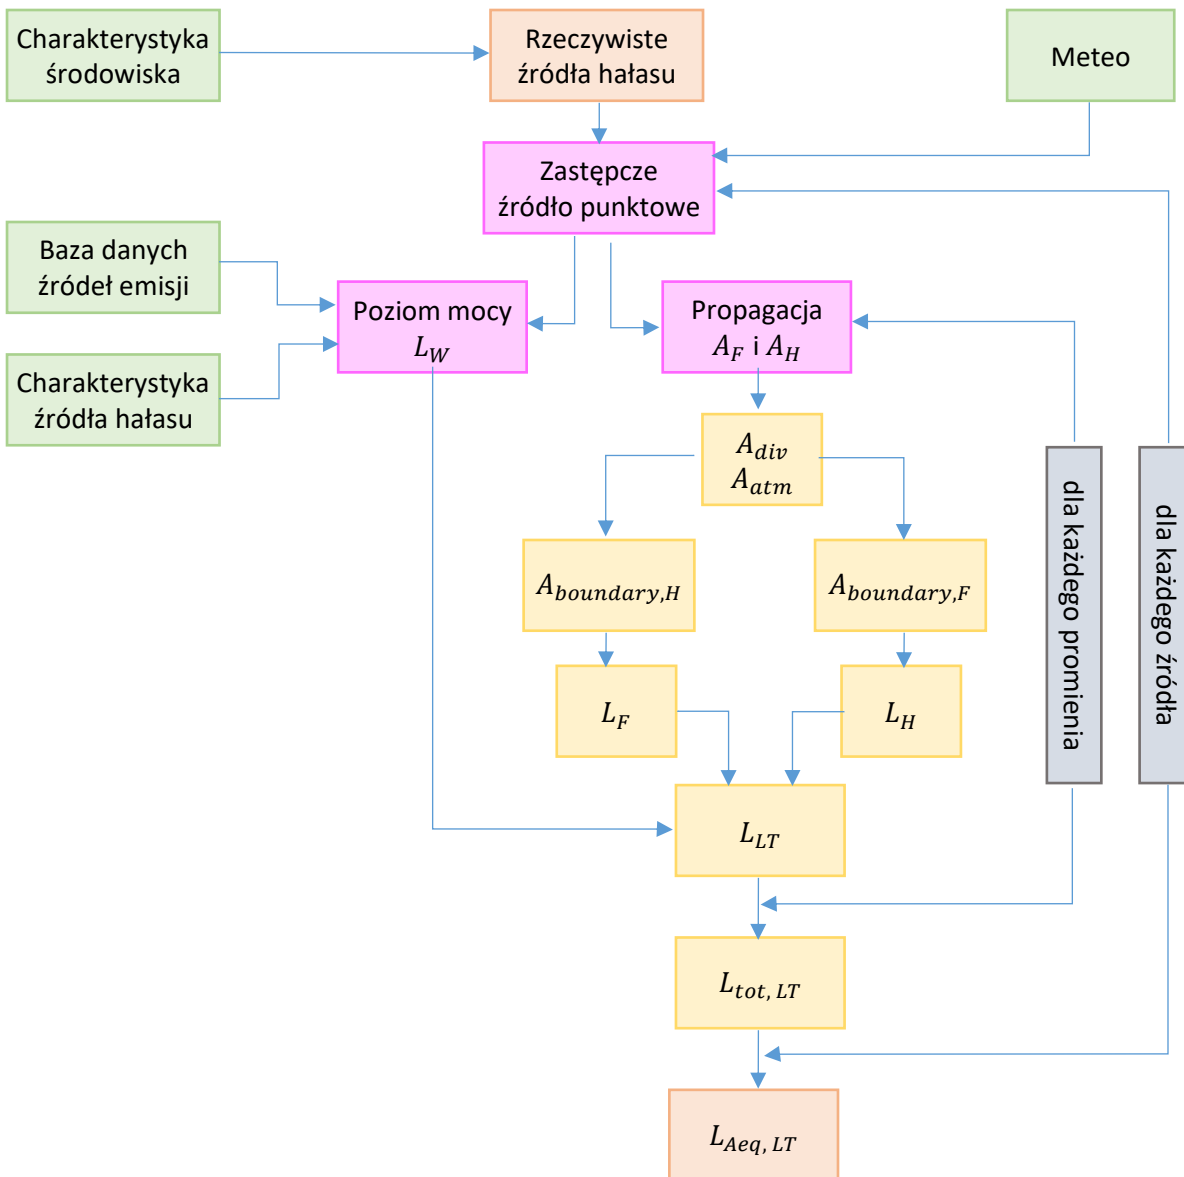 Charakterystyka
środowiska
Rzeczywiste
źródła hałasu
Meteo
Zastępcze
źródło punktowe
Baza danych
źródeł emisji
Poziom mocy
L_W
Propagacja
A_F i A_H
Charakterystyka
źródła hałasu
A_div
A_atm
dla każdego promienia
dla każdego źródła
A_boundary,H
A_boundary,F
L_F
L_H
L_LT
L_tot, LT
L_Aeq, LT